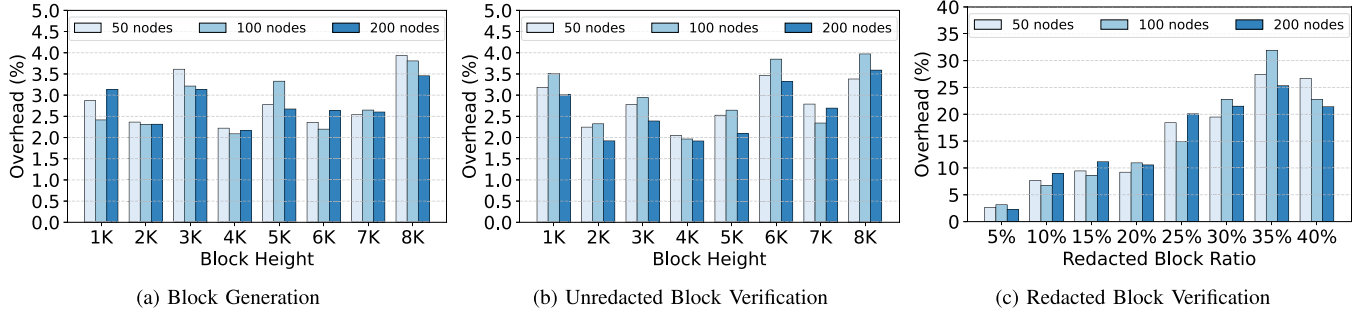 5.0
4.5
4.0
3.5
3.0
2.5
2.0
1.5
1.0
0.5
0.0
Overhead (%)
50 nodes 100 nodes 200 nodes
1K 2K 3K 4K 5K 6K 7K 8K
Block Height
(a) Block Generation
5.0
4.5
4.0
3.5
3.0
2.5
2.0
1.5
1.0
0.5
0.0
Overhead (%)
50 nodes 100 nodes 200 nodes
1K 2K 3K 4K 5K 6K 7K 8K
Block Height
(b) Unredacted Block Verification
40
35
30
25
20
15
10
5
0
Overhead (%)
50 nodes 100 nodes 200 nodes
5% 10% 15% 20% 25% 30% 35% 40%
Redacted Block Ratio
(c) Redacted Block Verification